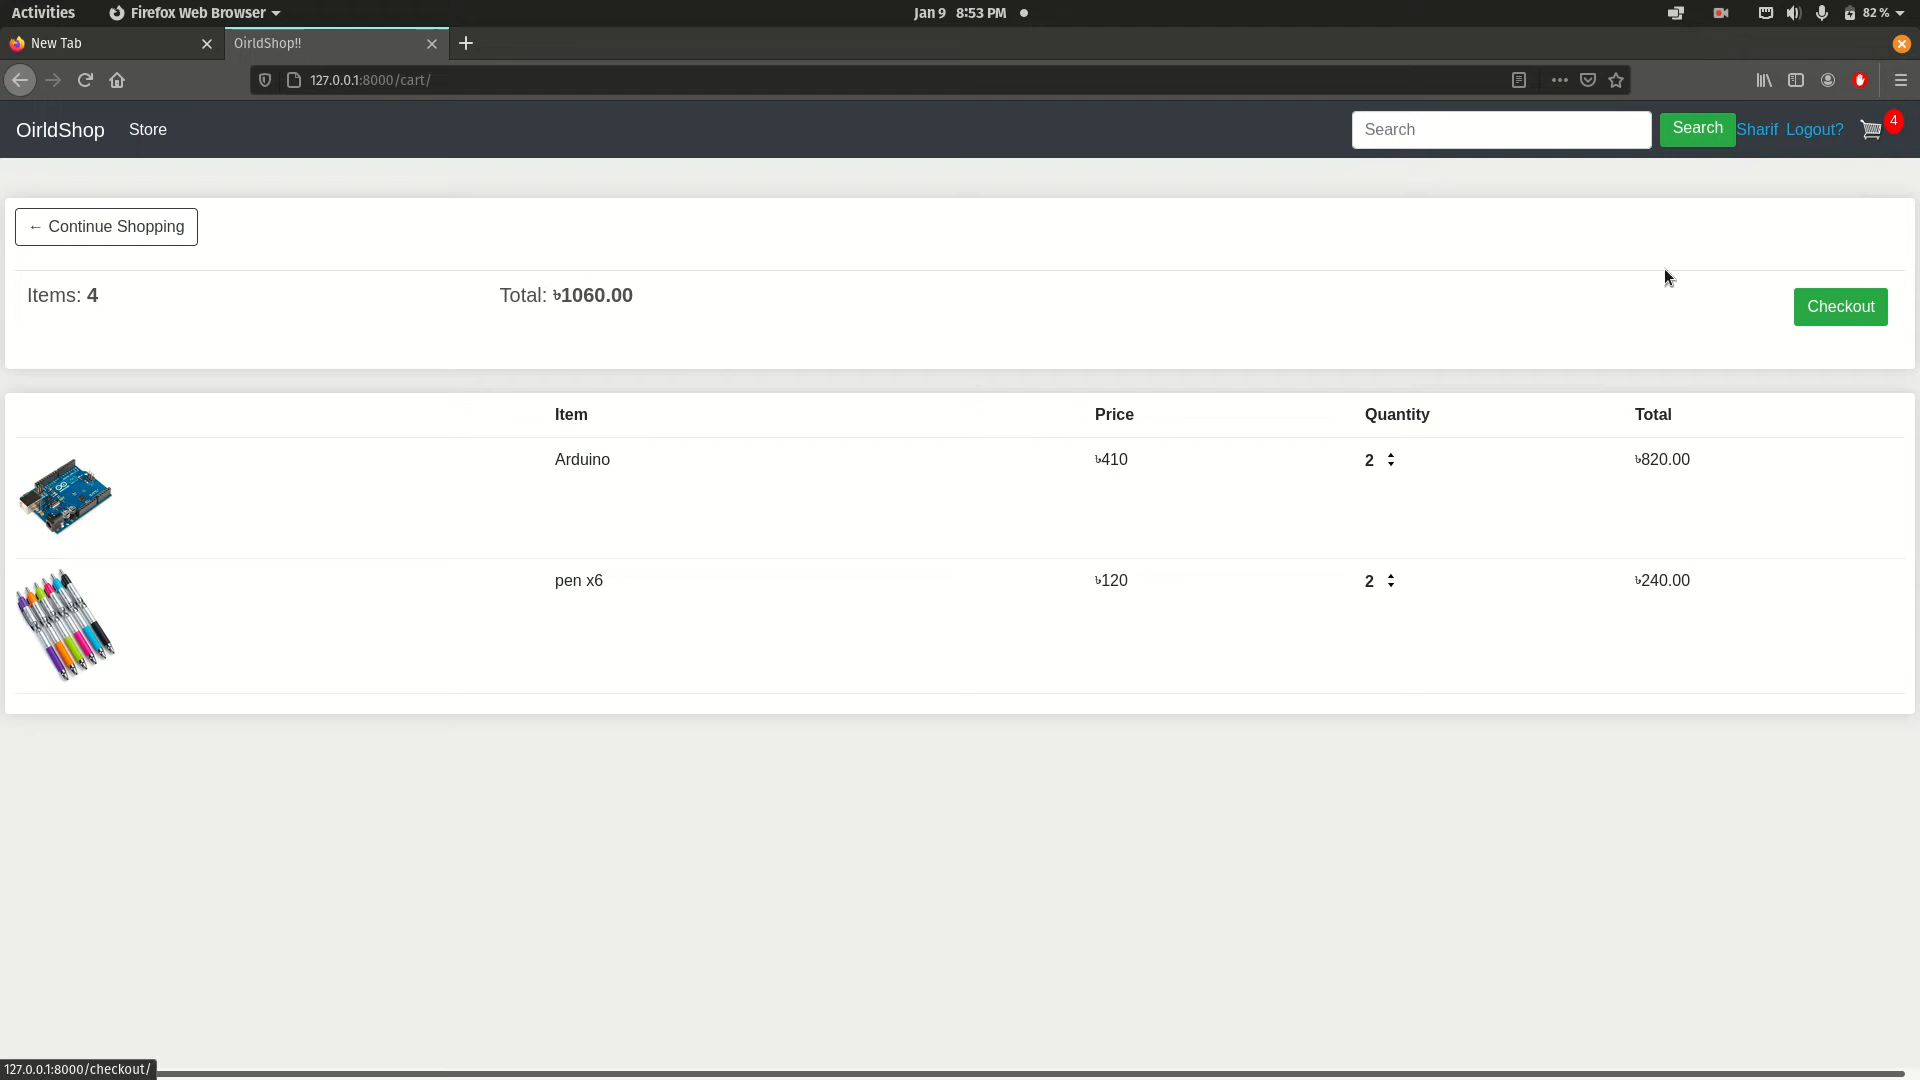 Activities Firefox Web Browser Jan 9 8:53 PM 82 %
New Tab OirldShop!!
127.0.0.1:8000/cart/
OirldShop Store Search Search Sharif Logout? 4
← Continue Shopping
Items: 4 Total: ৳1060.00 Checkout
Item Price Quantity Total
Arduino ৳410 2 ৳820.00
pen x6 ৳120 2 ৳240.00
127.0.0.1:8000/checkout/